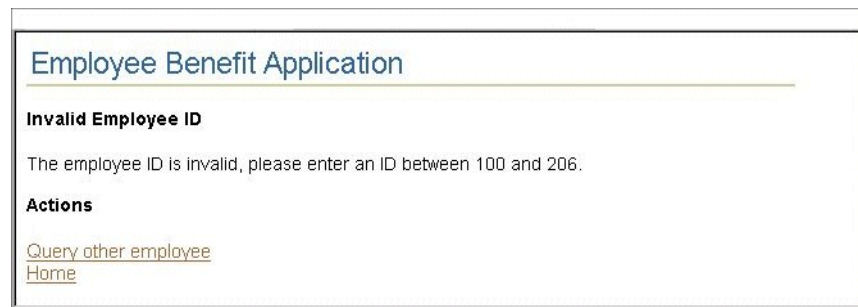 Employee Benefit Application
Invalid Employee ID
The employee ID is invalid, please enter an ID between 100 and 206.
Actions
Query other employee
Home